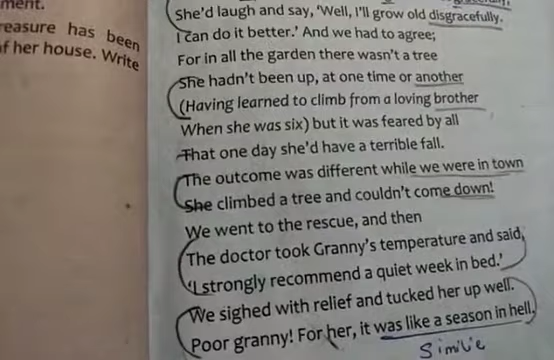 ment.
reasure has been
of her house. Write
She'd laugh and say, 'Well, I'll grow old disgracefully.
I can do it better.' And we had to agree;
For in all the garden there wasn't a tree
She hadn't been up, at one time or another
(Having learned to climb from a loving brother
When she was six) but it was feared by all
That one day she'd have a terrible fall.
The outcome was different while we were in town
She climbed a tree and couldn't come down!
We went to the rescue, and then
The doctor took Granny's temperature and said,
'I strongly recommend a quiet week in bed.'
We sighed with relief and tucked her up well.
Poor granny! For her, it was like a season in hell,
Similie